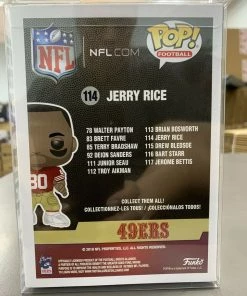 NFL
NFL.COM
POP!
FOOTBALL
114 JERRY RICE
78 WALTER PAYTON
83 BRETT FAVRE
85 TERRY BRADSHAW
92 DEION SANDERS
111 JUNIOR SEAU
112 TROY AIKMAN
113 BRIAN BOSWORTH
114 JERRY RICE
115 DREW BLEDSOE
116 BART STARR
117 JEROME BETTIS
80
COLLECT THEM ALL!
COLLECTIONNEZ-LES TOUS! / ¡COLECCIÓNALOS TODOS!
49ERS
Funko